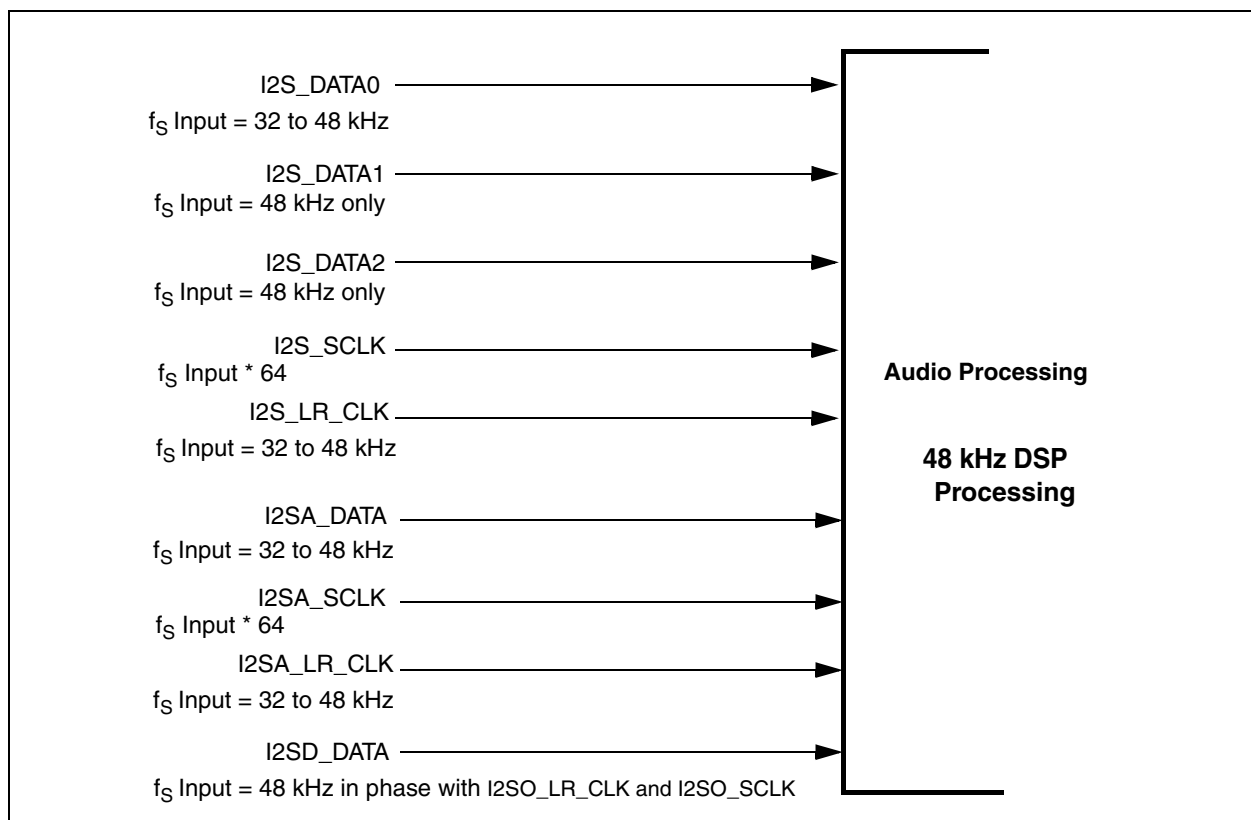 I2S_DATA0
fS Input = 32 to 48 kHz
I2S_DATA1
fS Input = 48 kHz only
I2S_DATA2
fS Input = 48 kHz only
I2S_SCLK
fS Input * 64
I2S_LR_CLK
fS Input = 32 to 48 kHz
I2SA_DATA
fS Input = 32 to 48 kHz
I2SA_SCLK
fS Input * 64
I2SA_LR_CLK
fS Input = 32 to 48 kHz
I2SD_DATA
fS Input = 48 kHz in phase with I2SO_LR_CLK and I2SO_SCLK
Audio Processing
48 kHz DSP
Processing